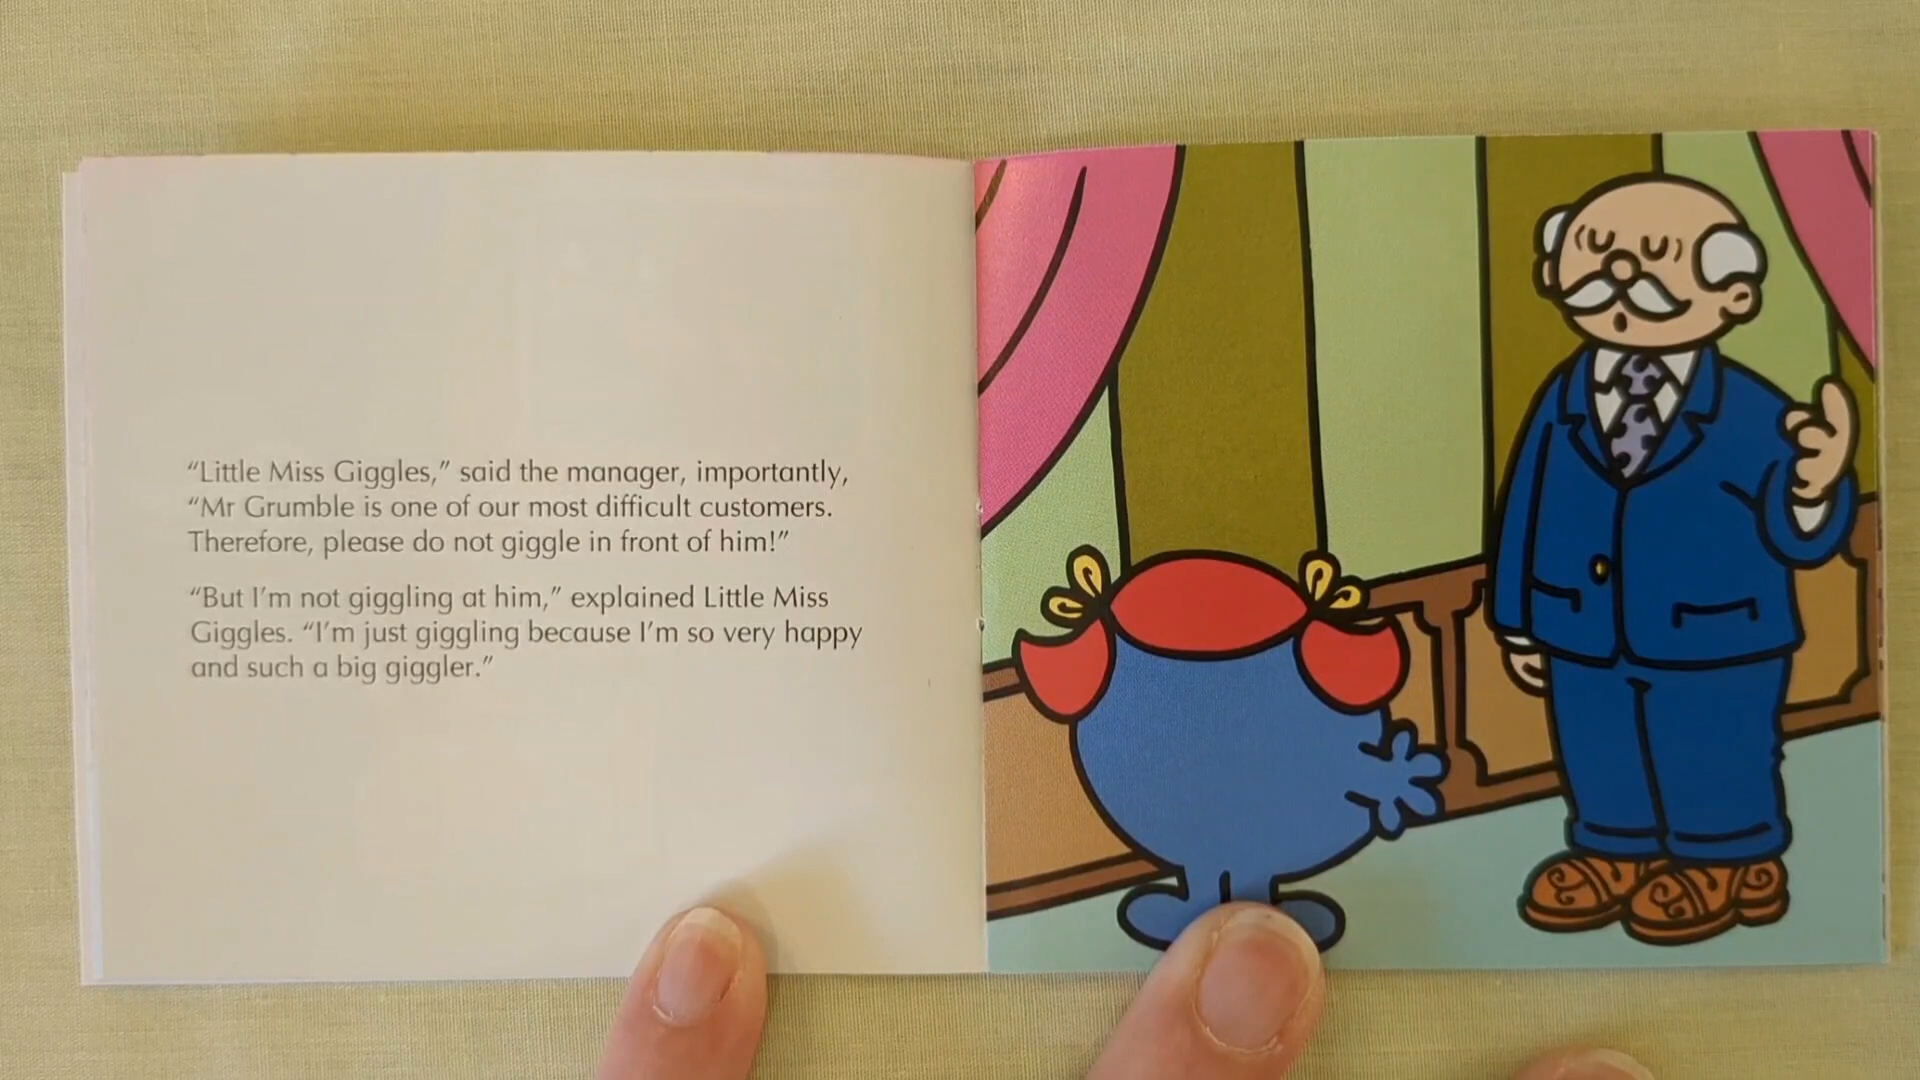 “Little Miss Giggles,” said the manager, importantly,
“Mr Grumble is one of our most difficult customers.
Therefore, please do not giggle in front of him!”
“But I’m not giggling at him,” explained Little Miss
Giggles. “I’m just giggling because I’m so very happy
and such a big giggler.”